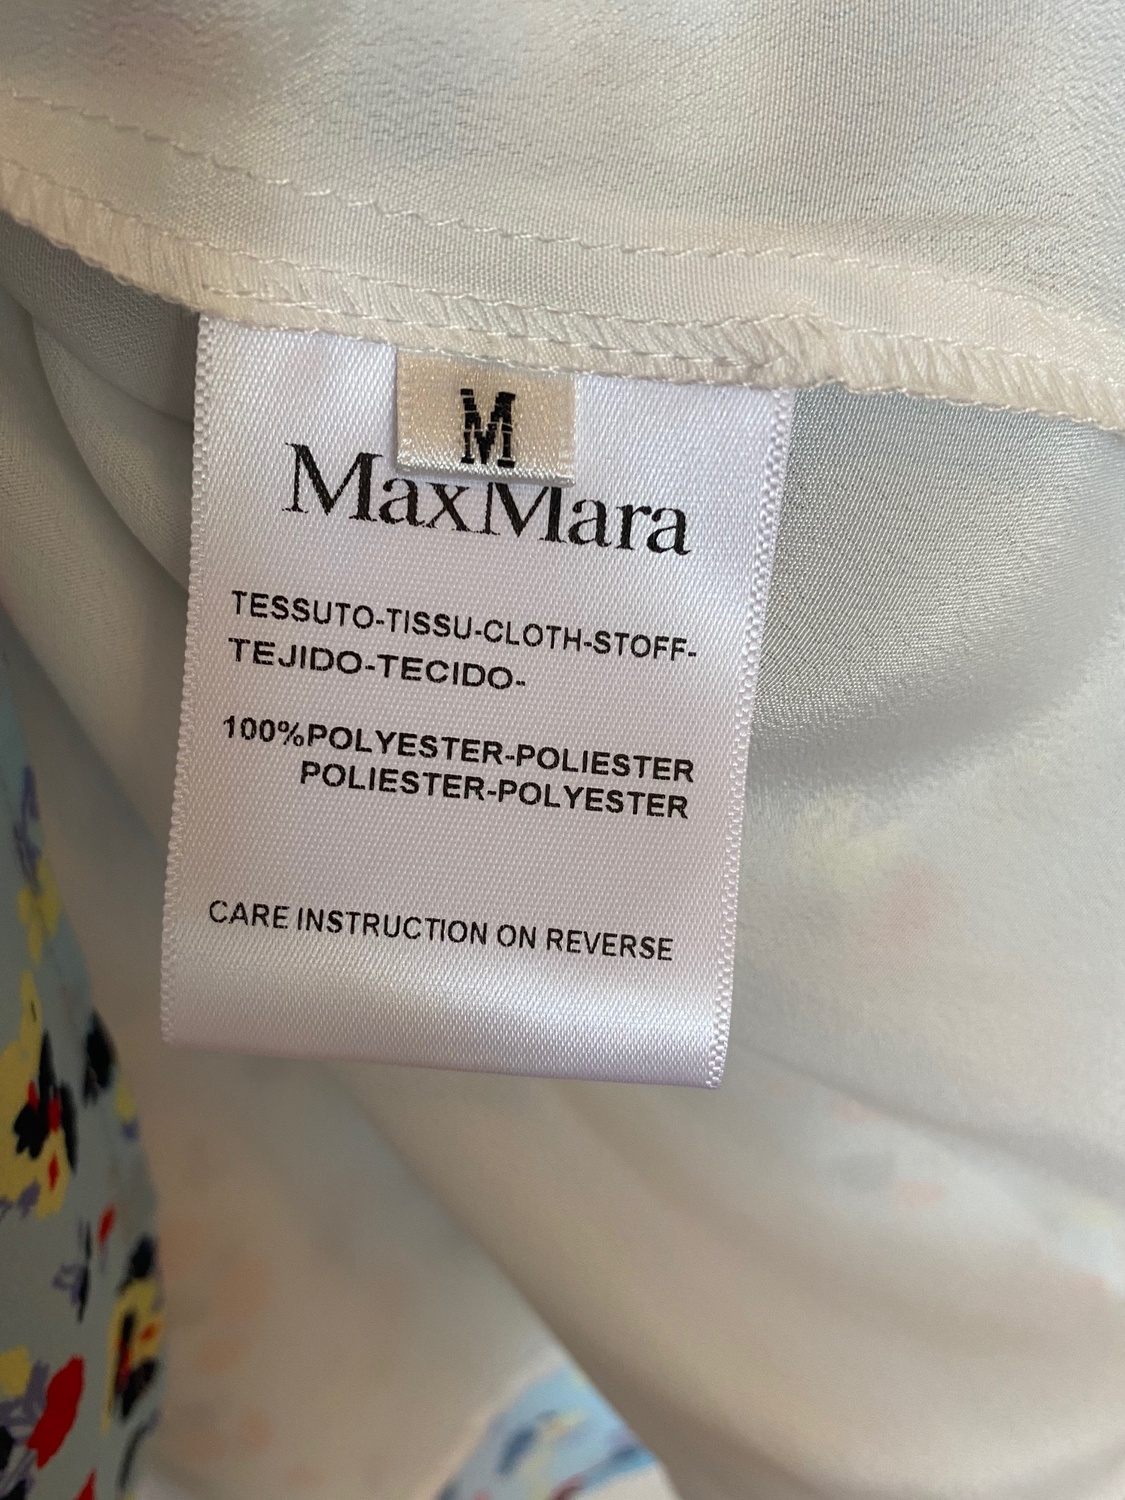 M
MaxMara
TESSUTO-TISSU-CLOTH-STOFF-
TEJIDO-TECIDO-
100%POLYESTER-POLIESTER
POLIESTER-POLYESTER
CARE INSTRUCTION ON REVERSE